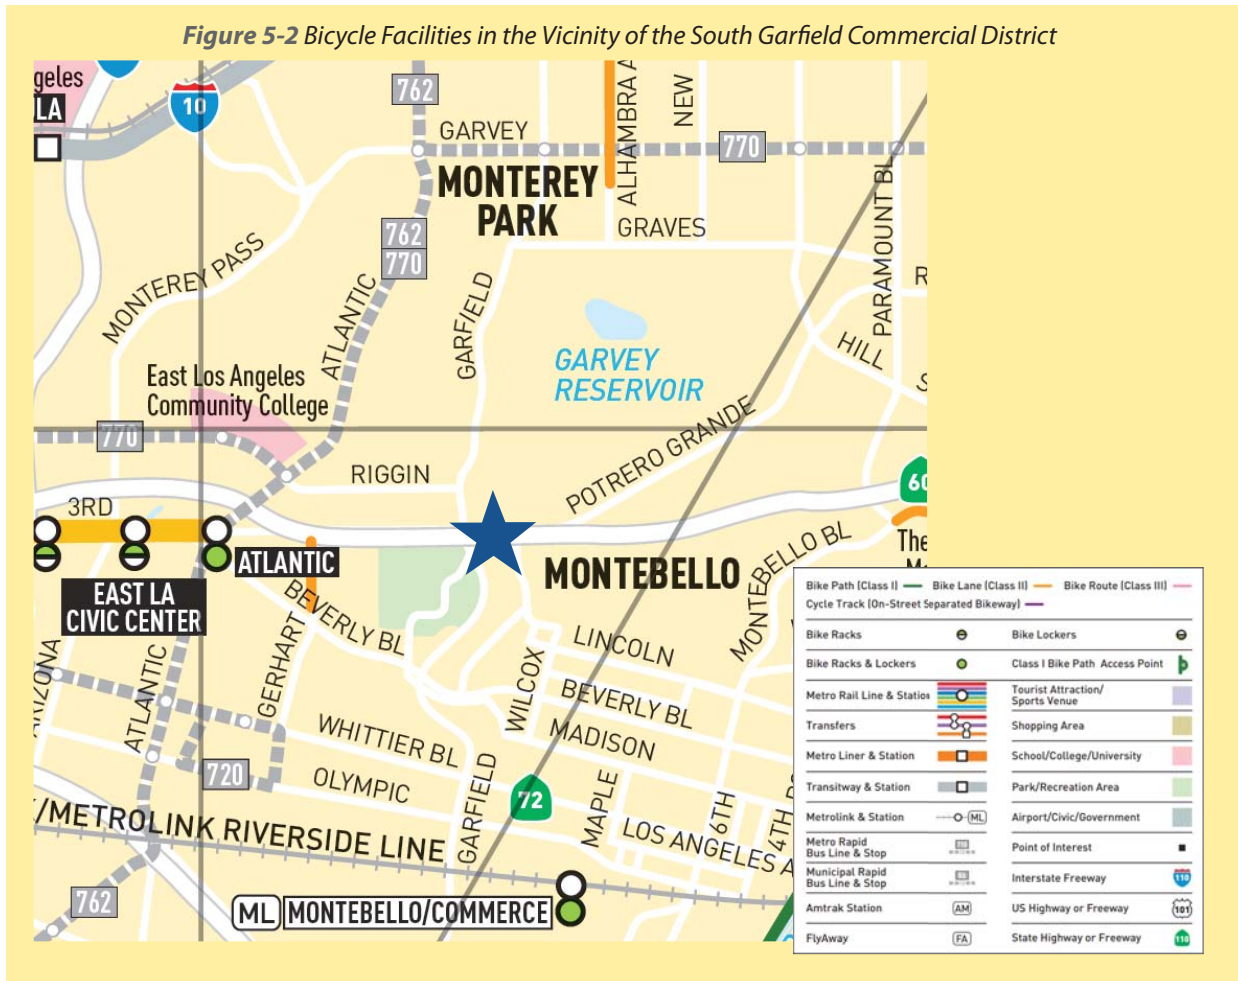 Figure 5-2 Bicycle Facilities in the Vicinity of the South Garfield Commercial District
geles
LA
10
762
GARVEY
ALHAMBRA A
NEW
770
MONTEREY
PARK
GRAVES
PARAMOUNT BL
762
770
MONTEREY PASS
ATLANTIC
GARFIELD
R
HILL
S
GARVEY
RESERVOIR
East Los Angeles
Community College
770
RIGGIN
POTRERO GRANDE
60
3RD
ATLANTIC
EAST LA
CIVIC CENTER
MONTEBELLO
MONTEBELLO BL
The
BEVERLY BL
LINCOLN
ARIZONA
ATLANTIC
GERHART
WILCOX
BEVERLY BL
MADISON
WHITTIER BL
720
OLYMPIC
GARFIELD
72
MAPLE
6TH
4TH
LOS ANGELES A
/METROLINK RIVERSIDE LINE
762
ML MONTEBELLO/COMMERCE
Bike Path (Class I) Bike Lane (Class II) Bike Route (Class III)
Cycle Track (On-Street Separated Bikeway)
Bike Racks Bike Lockers
Bike Racks & Lockers Class I Bike Path Access Point
Metro Rail Line & Station Tourist Attraction/
Sports Venue
Transfers Shopping Area
Metro Liner & Station School/College/University
Transitway & Station Park/Recreation Area
Metrolink & Station ML Airport/Civic/Government
Metro Rapid
Bus Line & Stop Point of Interest
Municipal Rapid
Bus Line & Stop Interstate Freeway 110
Amtrak Station AM US Highway or Freeway 101
FlyAway FA State Highway or Freeway 110